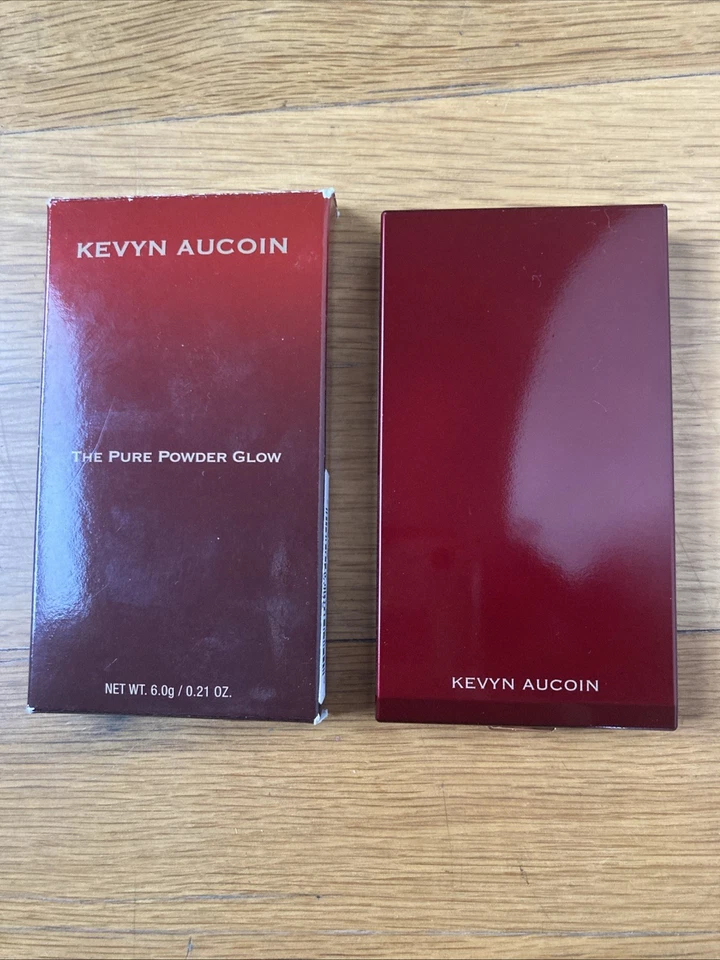 KEVYN AUCOIN
THE PURE POWDER GLOW
NET WT. 6.0g / 0.21 OZ.
KEVYN AUCOIN